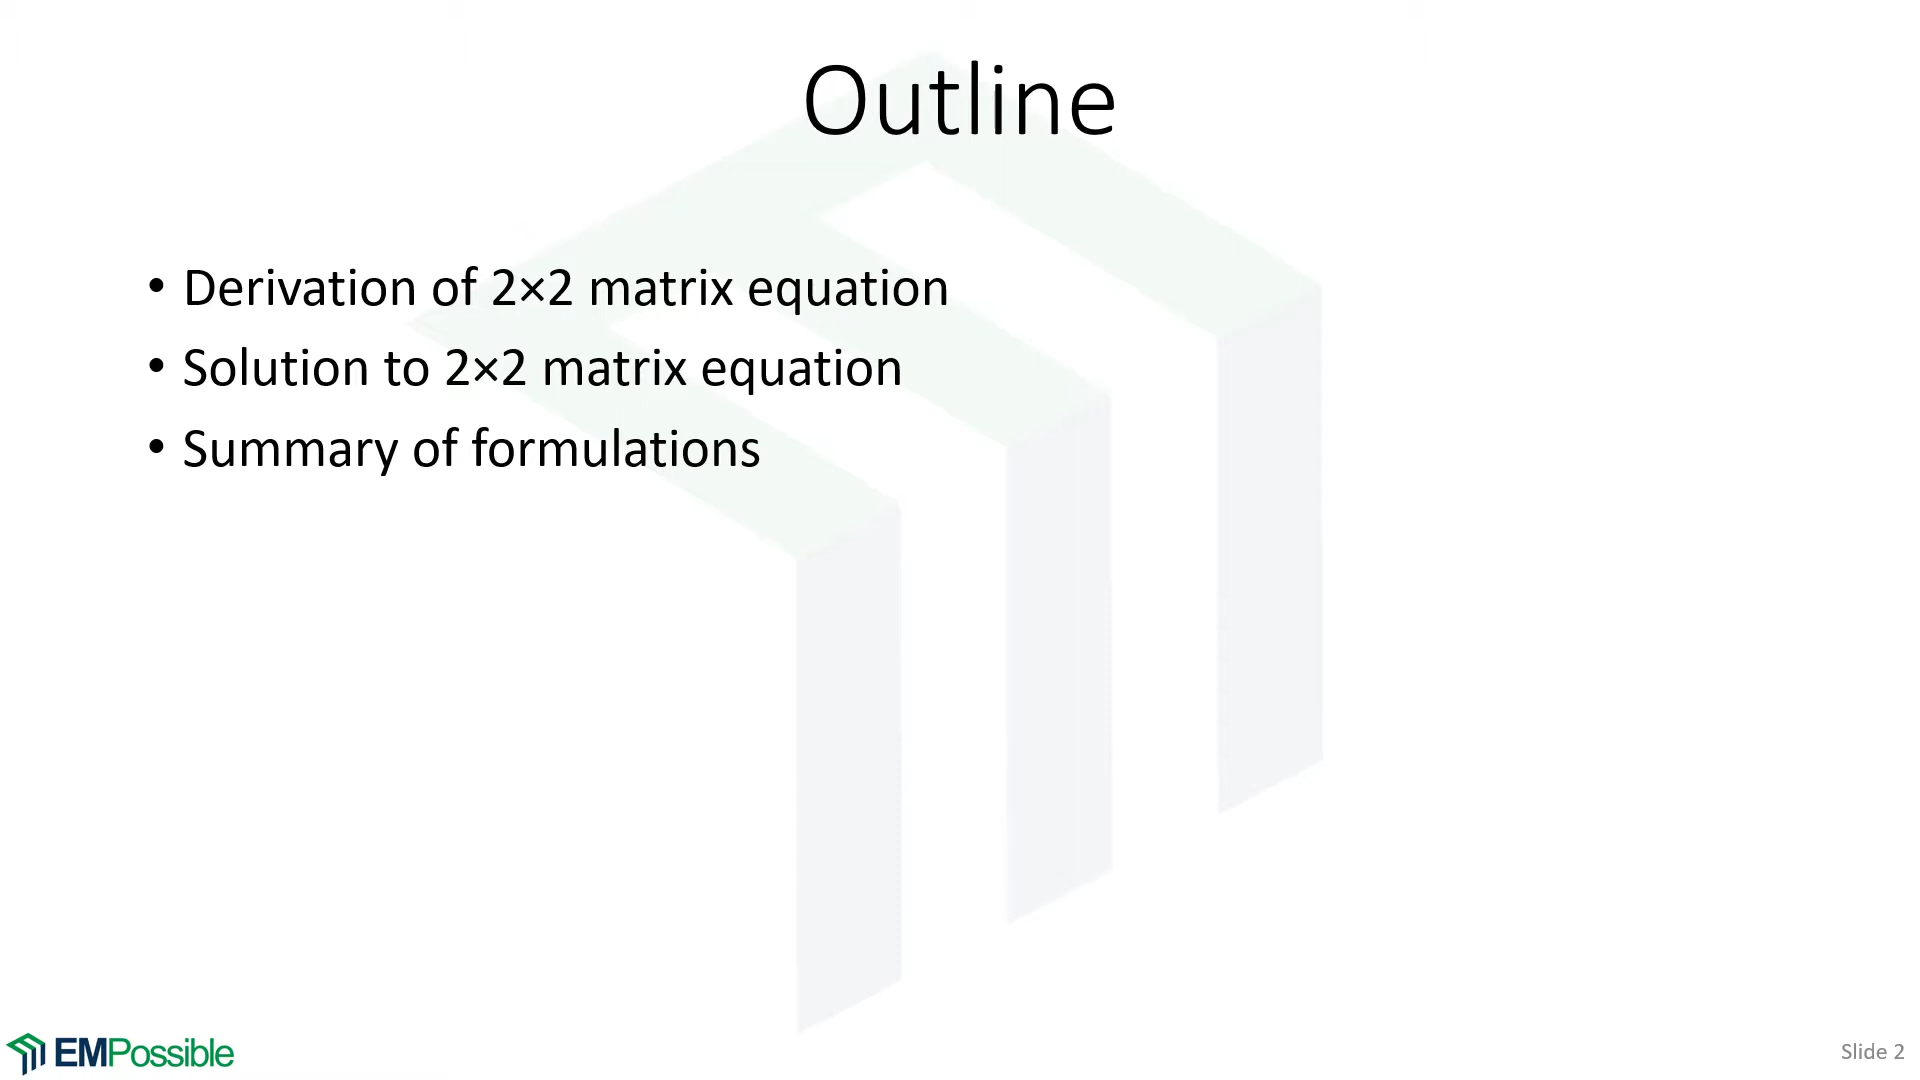 Outline
• Derivation of 2×2 matrix equation
• Solution to 2×2 matrix equation
• Summary of formulations
EMPossible
Slide 2